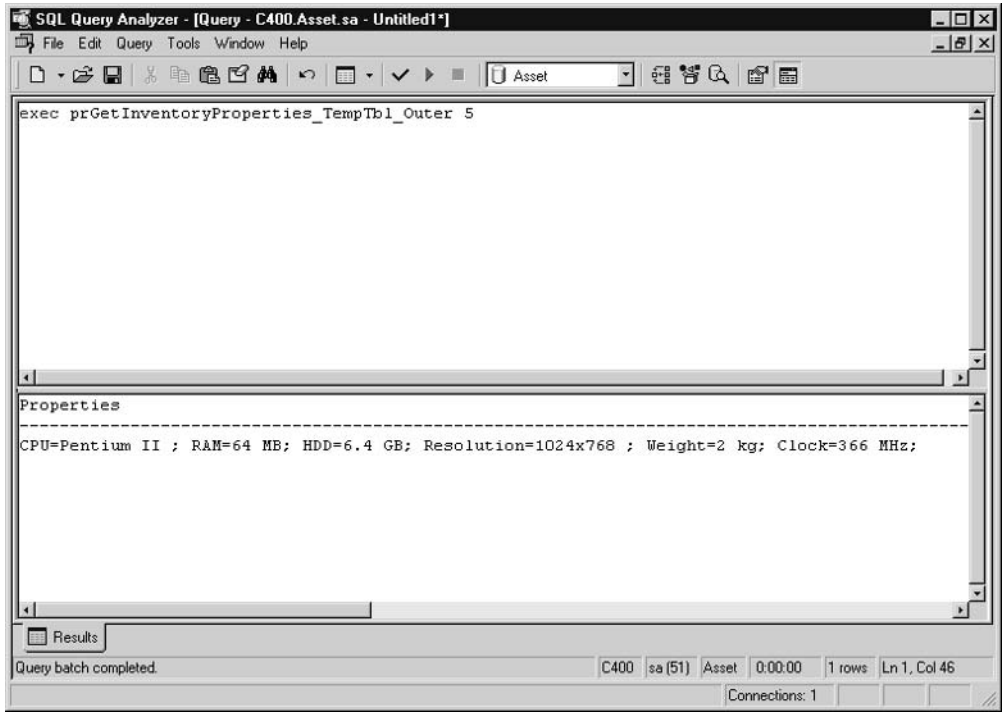 SQL Query Analyzer - [Query - C400.Asset.sa - Untitled1*]
File Edit Query Tools Window Help
Asset
exec prGetInventoryProperties_TempTbl_Outer 5
Properties
CPU=Pentium II ; RAM=64 MB; HDD=6.4 GB; Resolution=1024x768 ; Weight=2 kg; Clock=366 MHz;
Results
Query batch completed. C400 sa (51) Asset 0:00:00 1 rows Ln 1, Col 46
Connections: 1